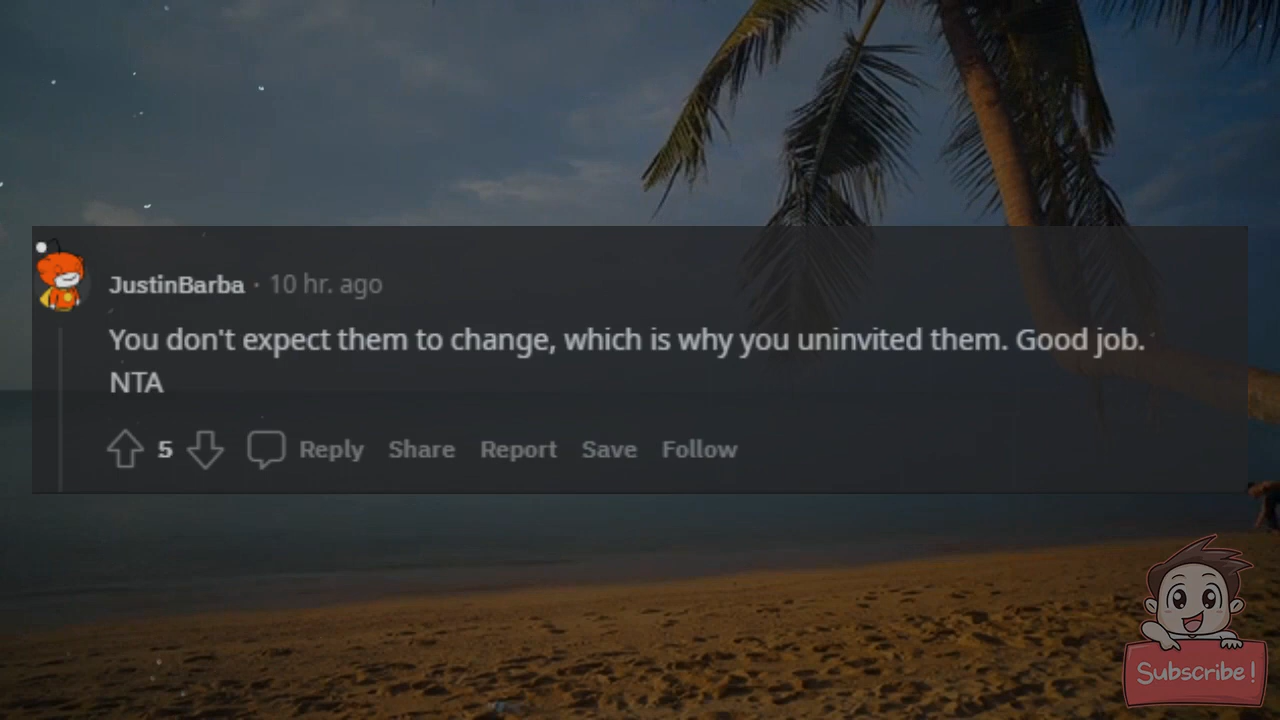 JustinBarba · 10 hr. ago
You don't expect them to change, which is why you uninvited them. Good job.
NTA
5 Reply Share Report Save Follow
Subscribe!